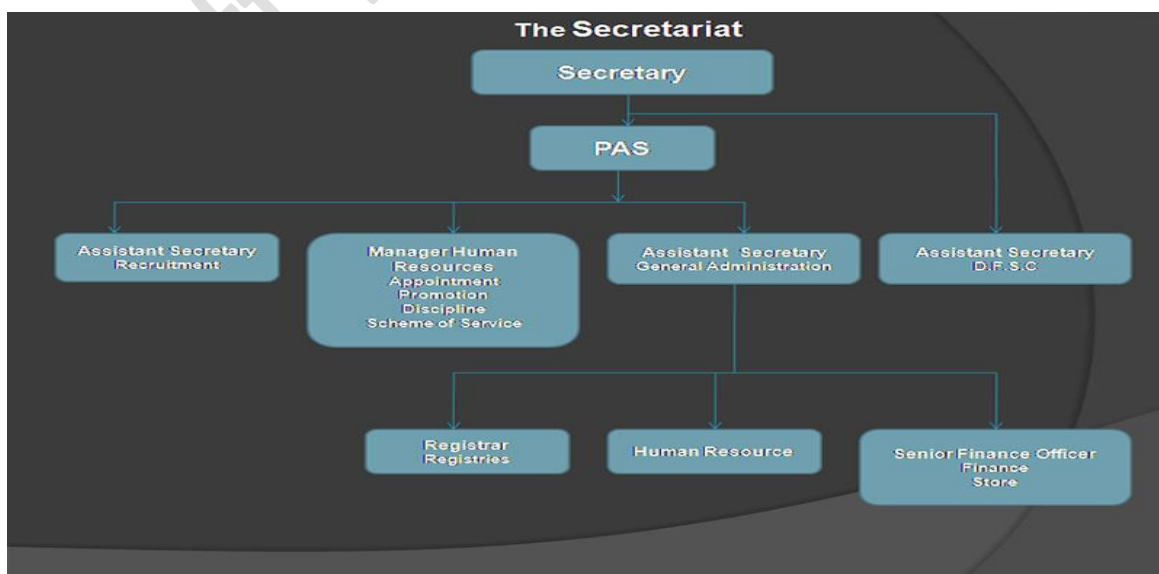 The Secretariat
Secretary
PAS
Assistant Secretary
Recruitment
Manager Human
Resources
Appointment
Promotion
Discipline
Scheme of Service
Assistant Secretary
General Administration
Assistant Secretary
D.F.S.C
Registrar
Registries
Human Resource
Senior Finance Officer
Finance
Store